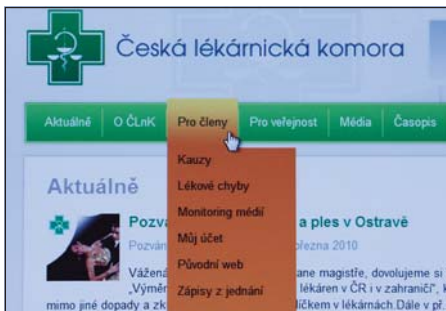 Česká lékárnická komora
Aktuálně O ČLnK Pro členy Pro veřejnost Média Časopis
Kauzy
Lékové chyby
Monitoring médií
Můj účet
Původní web
Zápisy z jednání
Aktuálně
Pozva a ples v Ostravě
Pozván března 2010
Vážená ane magistře, dovolujeme si
„Výměn lékáren v ČR i v zahraničí", k
mimo jiné dopady a zk líčkem v lékárnách.Dále v př.